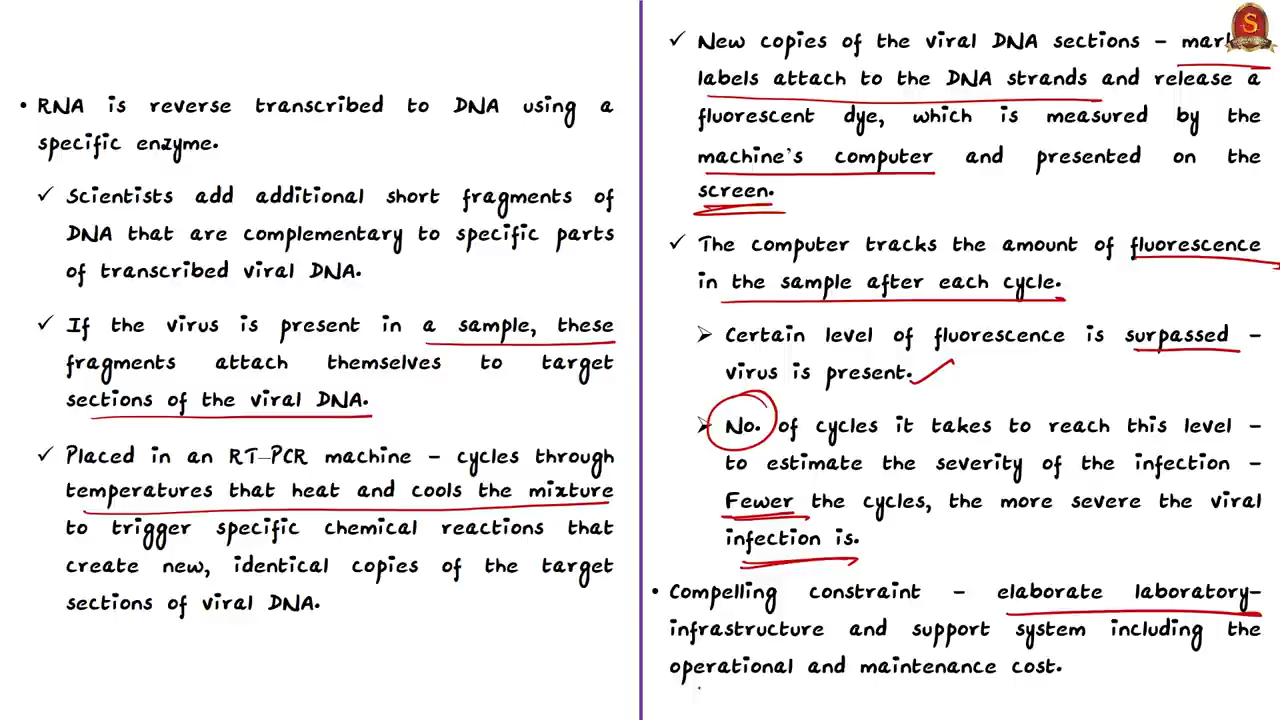 • RNA is reverse transcribed to DNA using a
specific enzyme.
✓ Scientists add additional short fragments of
DNA that are complementary to specific parts
of transcribed viral DNA.
✓ If the virus is present in a sample, these
fragments attach themselves to target
sections of the viral DNA.
✓ Placed in an RT-PCR machine – cycles through
temperatures that heat and cools the mixture
to trigger specific chemical reactions that
create new, identical copies of the target
sections of viral DNA.
S
✓ New copies of the viral DNA sections –
labels attach to the DNA strands and release a
fluorescent dye, which is measured by the
machine's computer and presented on the
screen.
✓ The computer tracks the amount of fluorescence
in the sample after each cycle.
➢ Certain level of fluorescence is surpassed –
virus is present.
➢ No. of cycles it takes to reach this level –
to estimate the severity of the infection –
Fewer the cycles, the more severe the viral
infection is.
• Compelling constraint – elaborate laboratory-
infrastructure and support system including the
operational and maintenance cost.